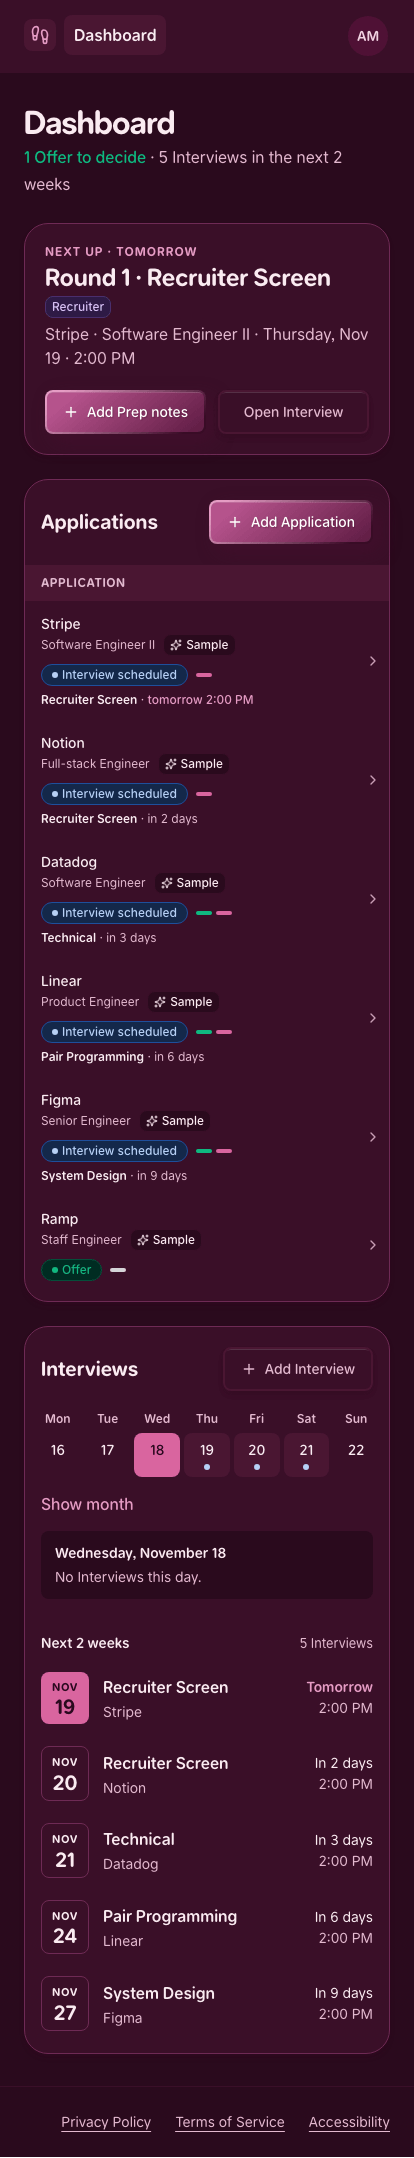 Dashboard
AM
Dashboard
1 Offer to decide · 5 Interviews in the next 2
weeks
NEXT UP · TOMORROW
Round 1 · Recruiter Screen
Recruiter
Stripe · Software Engineer II · Thursday, Nov
19 · 2:00 PM
+ Add Prep notes
Open Interview
Applications
+ Add Application
APPLICATION
Stripe
Software Engineer II Sample
Interview scheduled
Recruiter Screen · tomorrow 2:00 PM
Notion
Full-stack Engineer Sample
Interview scheduled
Recruiter Screen · in 2 days
Datadog
Software Engineer Sample
Interview scheduled
Technical · in 3 days
Linear
Product Engineer Sample
Interview scheduled
Pair Programming · in 6 days
Figma
Senior Engineer Sample
Interview scheduled
System Design · in 9 days
Ramp
Staff Engineer Sample
Offer
Interviews
+ Add Interview
Mon Tue Wed Thu Fri Sat Sun
16 17 18 19 20 21 22
Show month
Wednesday, November 18
No Interviews this day.
Next 2 weeks 5 Interviews
NOV 19
Recruiter Screen Tomorrow
Stripe 2:00 PM
NOV 20
Recruiter Screen In 2 days
Notion 2:00 PM
NOV 21
Technical In 3 days
Datadog 2:00 PM
NOV 24
Pair Programming In 6 days
Linear 2:00 PM
NOV 27
System Design In 9 days
Figma 2:00 PM
Privacy Policy Terms of Service Accessibility